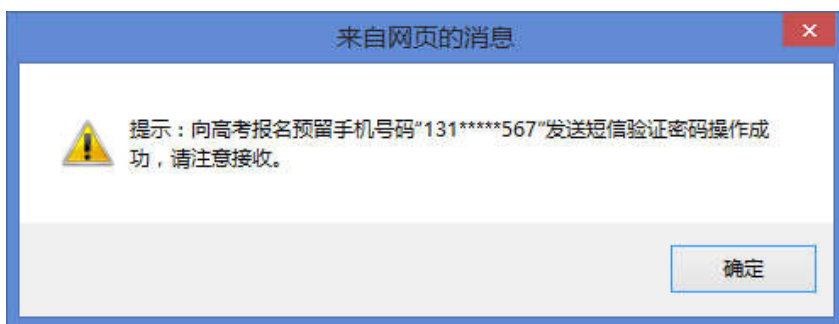 来自网页的消息
提示：向高考报名预留手机号码“131*****567”发送短信验证密码操作成
功，请注意接收。
确定